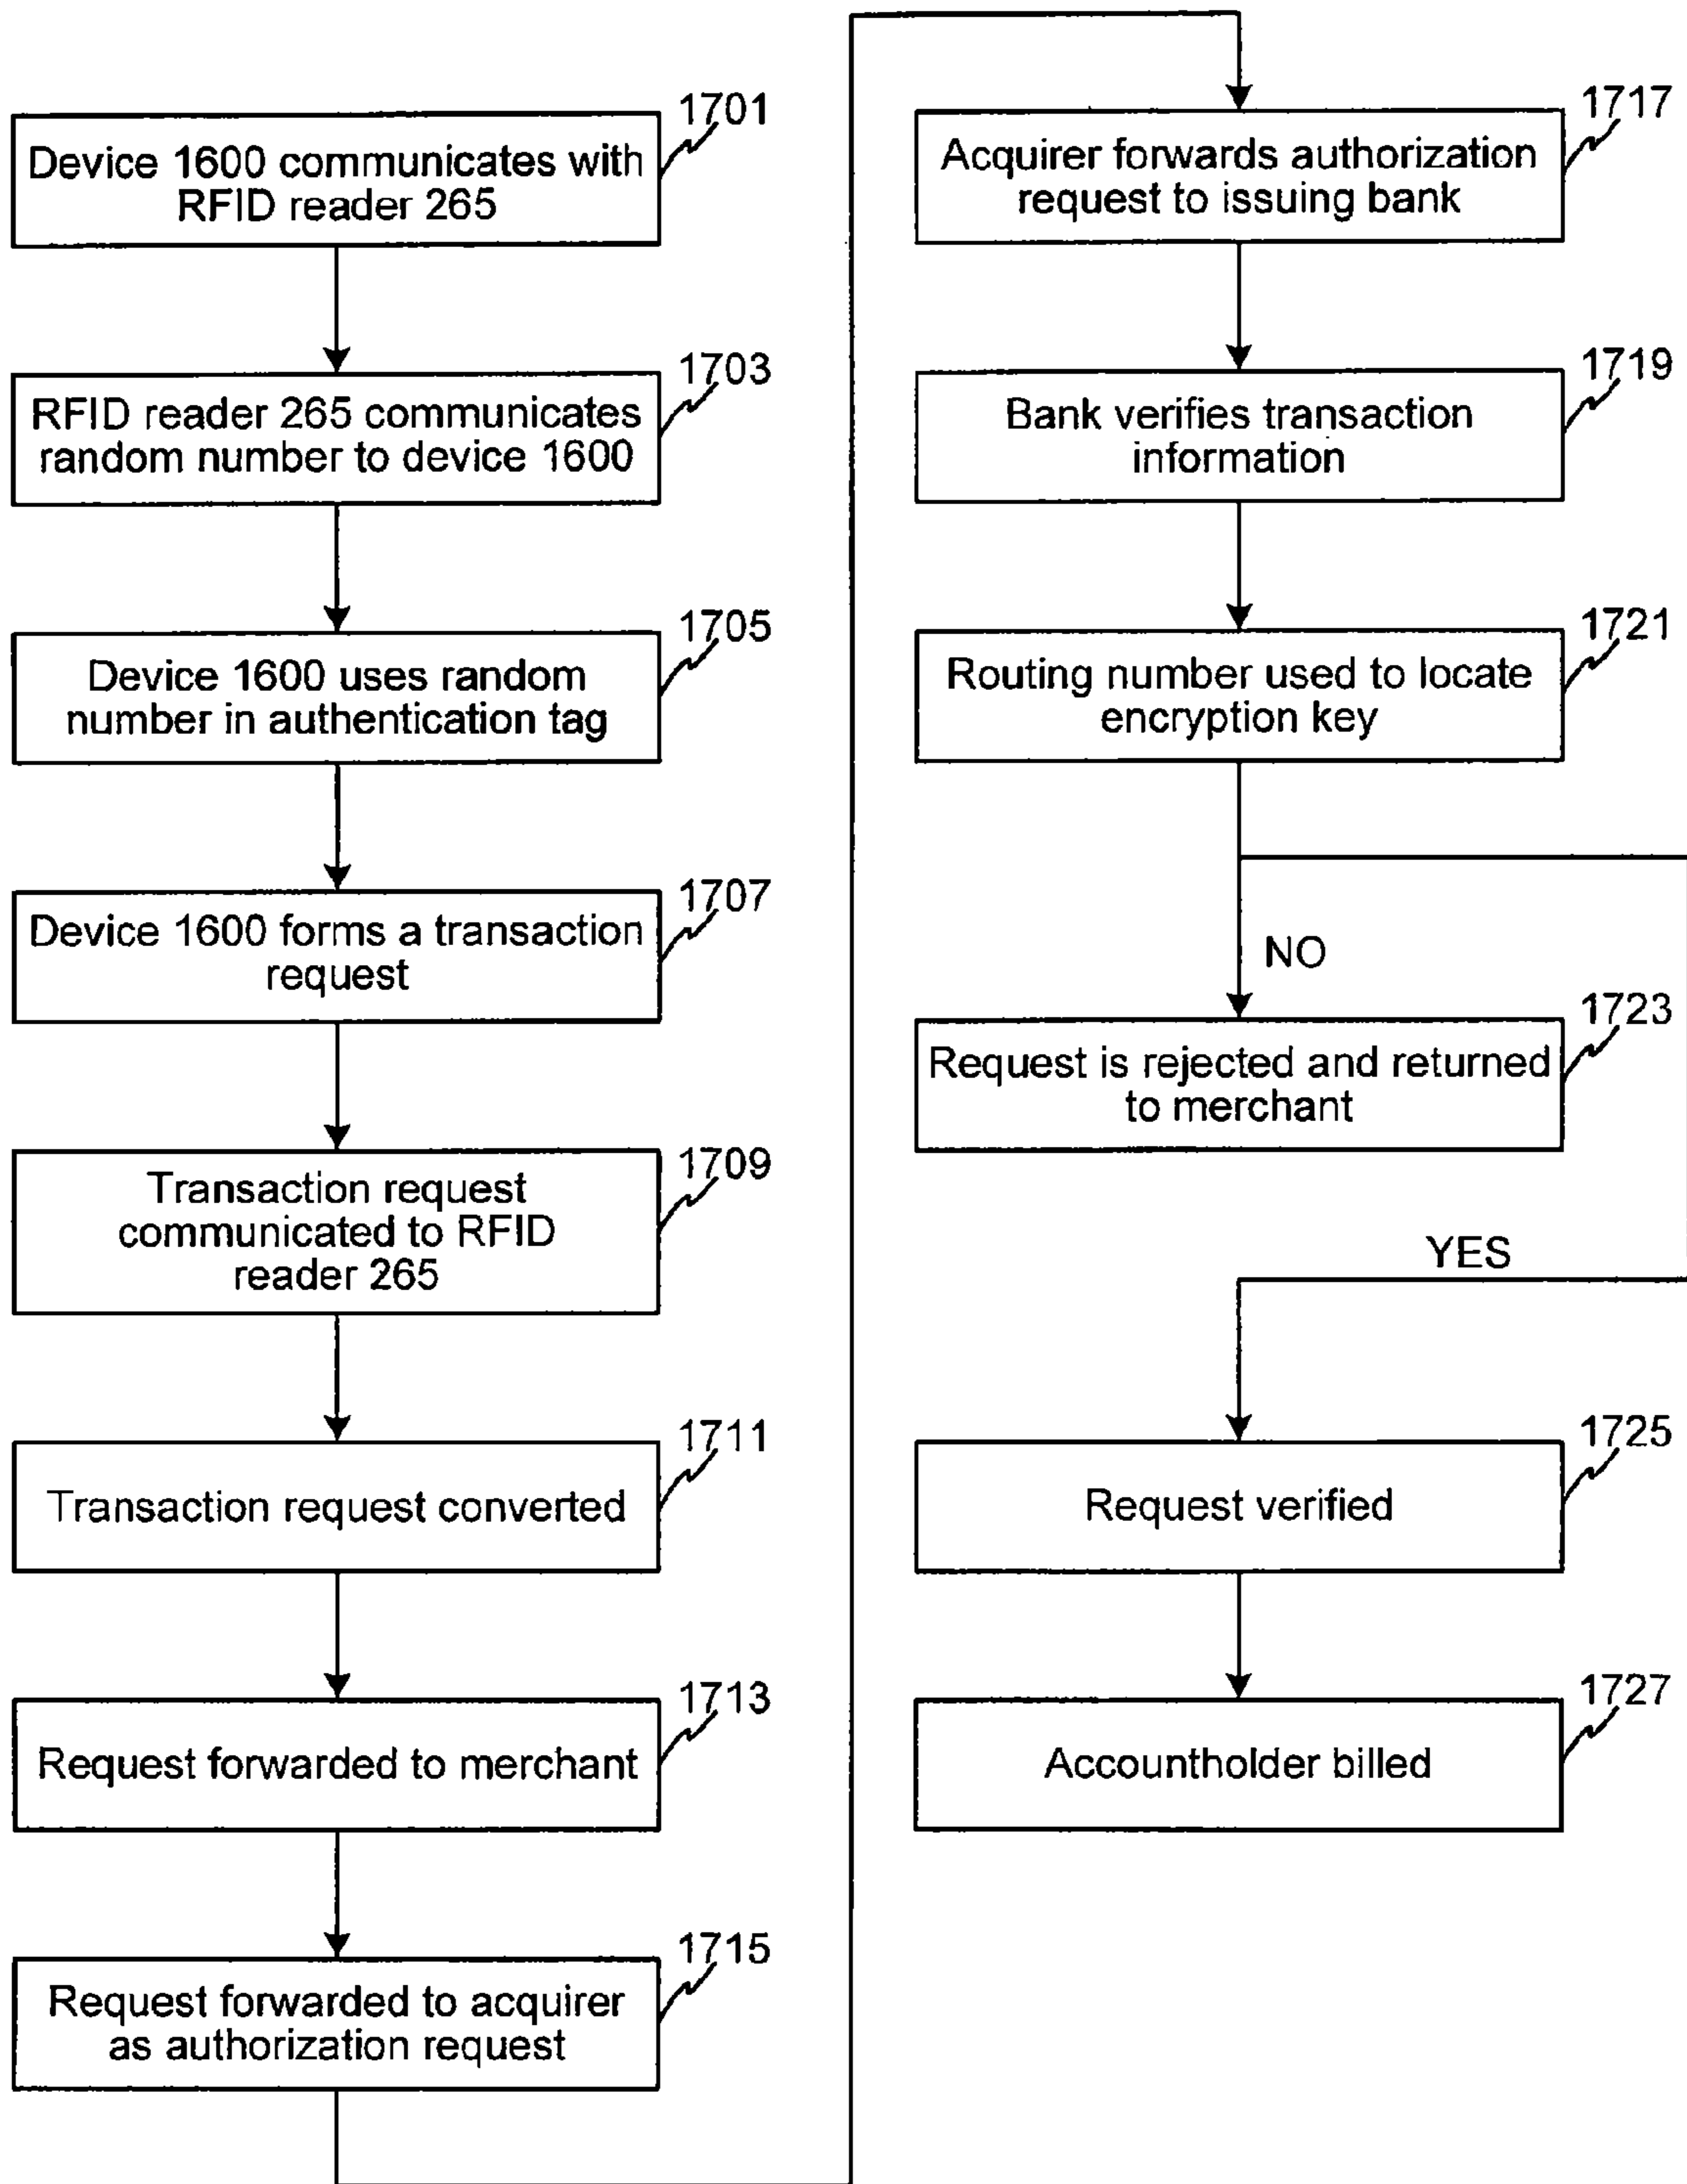 1701
Device 1600 communicates with
RFID reader 265
1703
RFID reader 265 communicates
random number to device 1600
1705
Device 1600 uses random
number in authentication tag
1707
Device 1600 forms a transaction
request
1709
Transaction request
communicated to RFID
reader 265
1711
Transaction request converted
1713
Request forwarded to merchant
1715
Request forwarded to acquirer
as authorization request
1717
Acquirer forwards authorization
request to issuing bank
1719
Bank verifies transaction
information
1721
Routing number used to locate
encryption key
NO
1723
Request is rejected and returned
to merchant
YES
1725
Request verified
1727
Accountholder billed